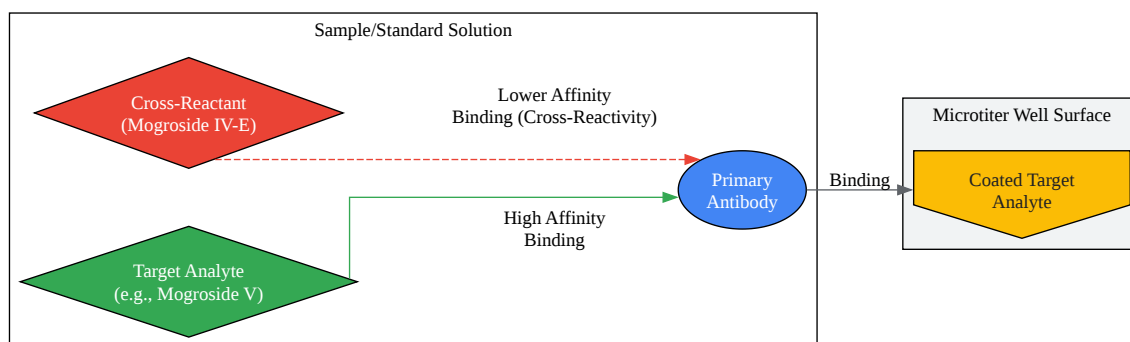 Sample/Standard Solution
Cross-Reactant
(Mogroside IV-E)
Lower Affinity
Binding (Cross-Reactivity)
Microtiter Well Surface
Primary
Antibody
Binding
Coated Target
Analyte
High Affinity
Binding
Target Analyte
(e.g., Mogroside V)